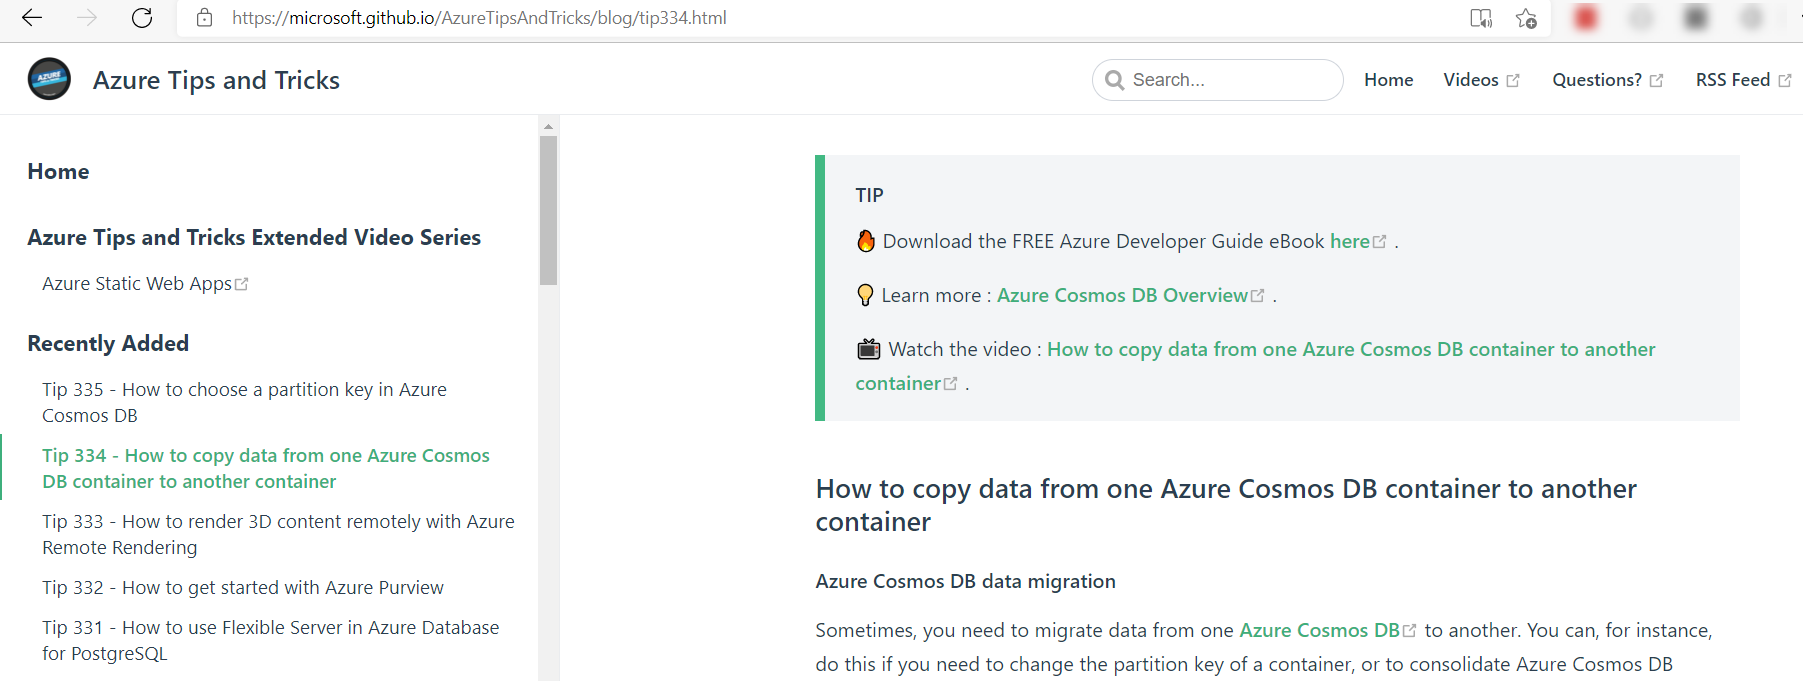 https://microsoft.github.io/AzureTipsAndTricks/blog/tip334.html
AZURE
Azure Tips and Tricks
Search...
Home
Videos
Questions?
RSS Feed
Home
Azure Tips and Tricks Extended Video Series
Azure Static Web Apps
Recently Added
Tip 335 - How to choose a partition key in Azure
Cosmos DB
Tip 334 - How to copy data from one Azure Cosmos
DB container to another container
Tip 333 - How to render 3D content remotely with Azure
Remote Rendering
Tip 332 - How to get started with Azure Purview
Tip 331 - How to use Flexible Server in Azure Database
for PostgreSQL
TIP
🔥 Download the FREE Azure Developer Guide eBook here .
💡 Learn more : Azure Cosmos DB Overview .
📺 Watch the video : How to copy data from one Azure Cosmos DB container to another
container .
How to copy data from one Azure Cosmos DB container to another
container
Azure Cosmos DB data migration
Sometimes, you need to migrate data from one Azure Cosmos DB to another. You can, for instance,
do this if you need to change the partition key of a container, or to consolidate Azure Cosmos DB